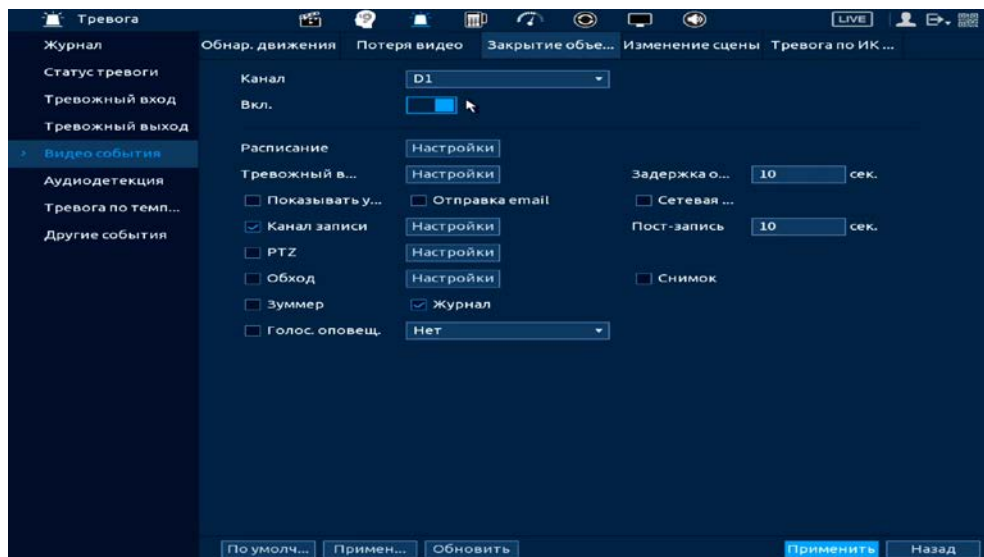 Тревога LIVE
Журнал
Статус тревоги
Тревожный вход
Тревожный выход
Видео события
Аудиодетекция
Тревога по темп...
Другие события
Обнар. движения Потеря видео Закрытие объе... Изменение сцены Тревога по ИК ...
Канал D1
Вкл.
Расписание Настройки
Тревожный в... Настройки Задержка о... 10 сек.
Показывать у... Отправка email Сетевая ...
Канал записи Настройки Пост-запись 10 сек.
PTZ Настройки
Обход Настройки Снимок
Зуммер Журнал
Голос. оповещ. Нет
По умолч... Примен... Обновить Применить Назад